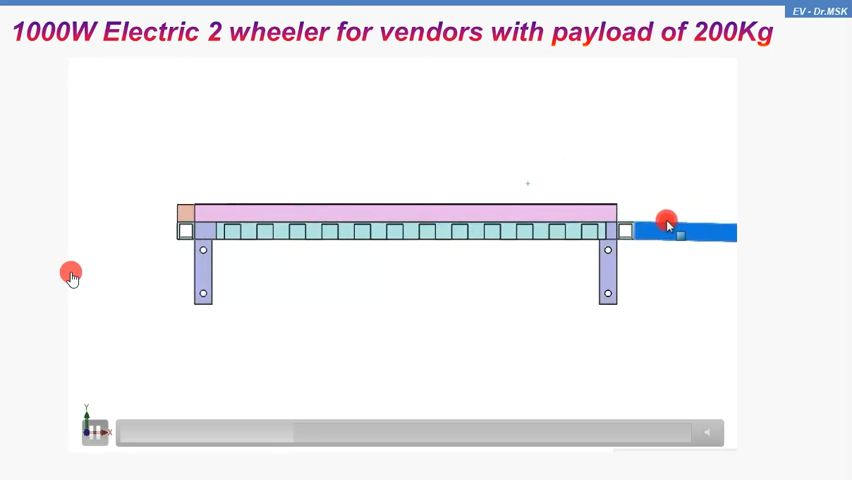 EV - Dr.MSK
1000W Electric 2 wheeler for vendors with payload of 200Kg
Y
X